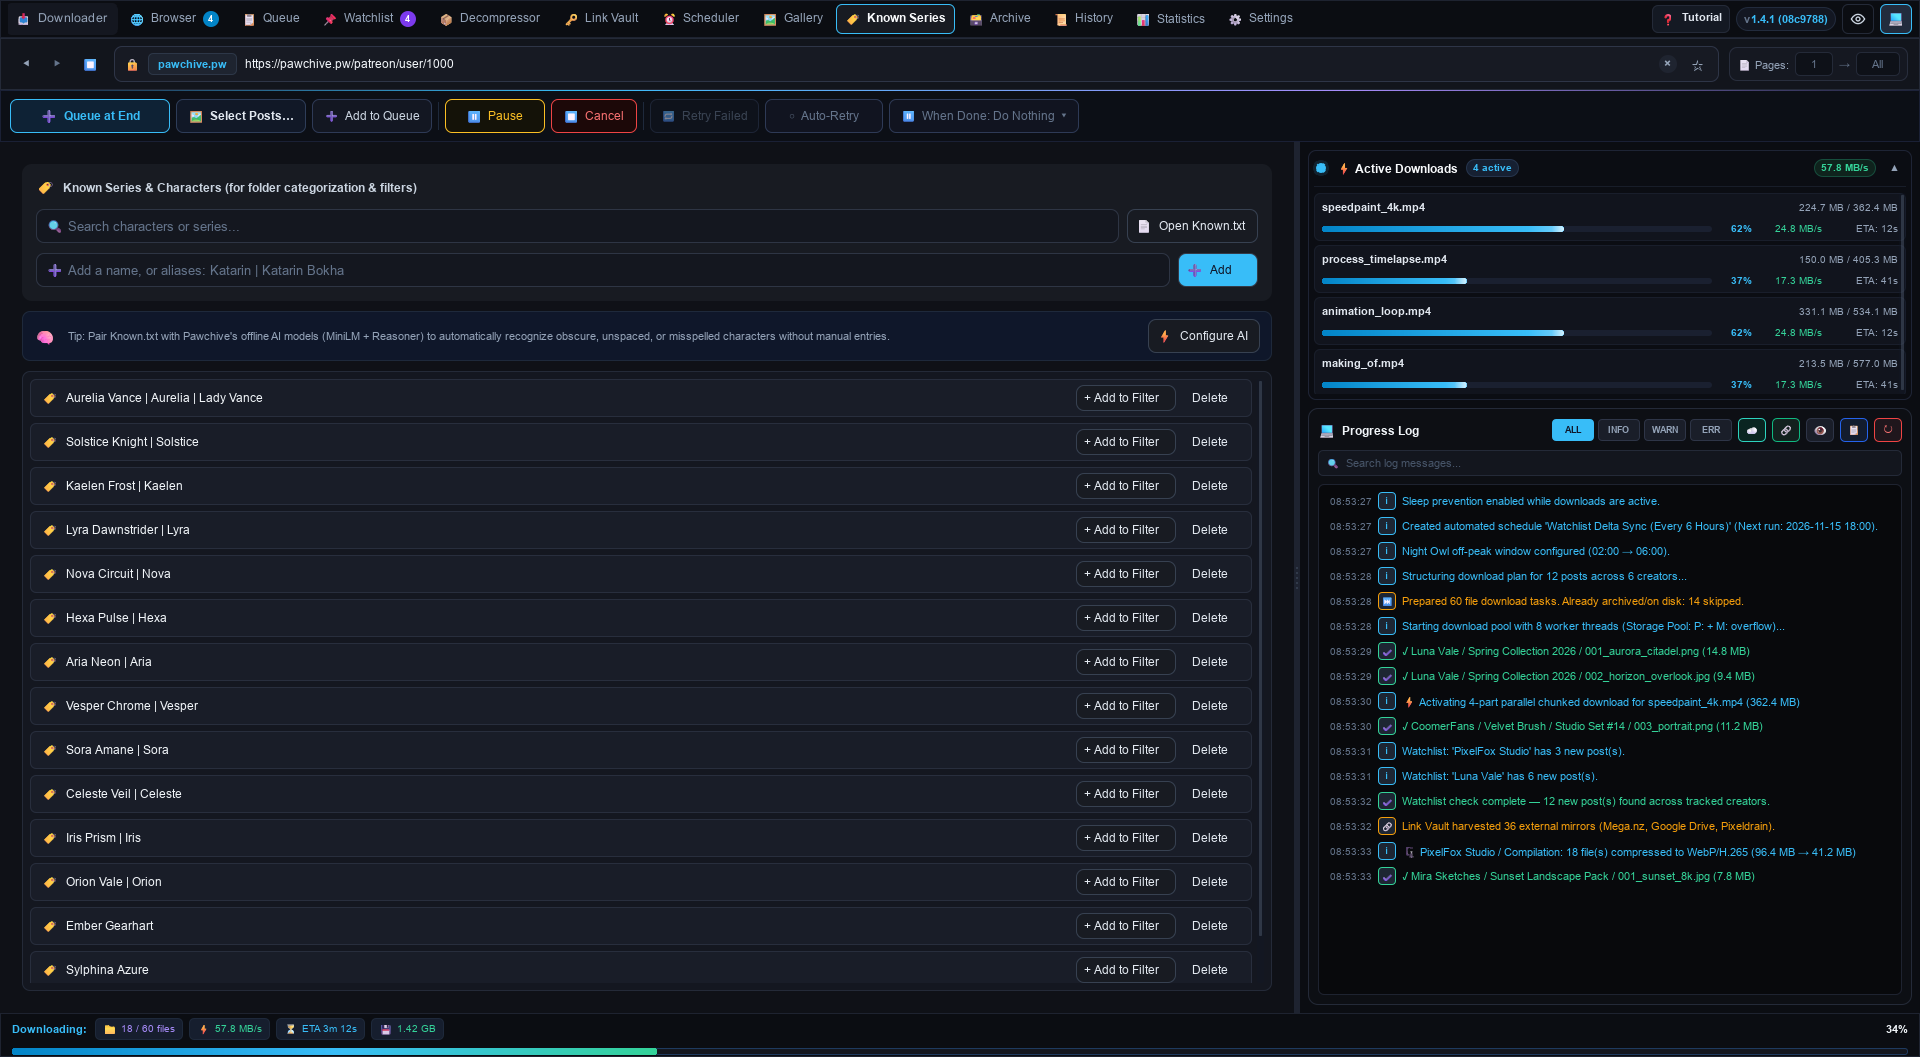 Downloader
Browser 4
Queue
Watchlist 4
Decompressor
Link Vault
Scheduler
Gallery
Known Series
Archive
History
Statistics
Settings
Tutorial
v1.4.1 (08c9788)
pawchive.pw https://pawchive.pw/patreon/user/1000
Pages: 1 → All
Queue at End
Select Posts...
Add to Queue
Pause
Cancel
Retry Failed
Auto-Retry
When Done: Do Nothing
Known Series & Characters (for folder categorization & filters)
Search characters or series...
Open Known.txt
Add a name, or aliases: Katarin | Katarin Bokha
Add
Tip: Pair Known.txt with Pawchive's offline AI models (MiniLM + Reasoner) to automatically recognize obscure, unspaced, or misspelled characters without manual entries.
Configure AI
Aurelia Vance | Aurelia | Lady Vance + Add to Filter Delete
Solstice Knight | Solstice + Add to Filter Delete
Kaelen Frost | Kaelen + Add to Filter Delete
Lyra Dawnstrider | Lyra + Add to Filter Delete
Nova Circuit | Nova + Add to Filter Delete
Hexa Pulse | Hexa + Add to Filter Delete
Aria Neon | Aria + Add to Filter Delete
Vesper Chrome | Vesper + Add to Filter Delete
Sora Amane | Sora + Add to Filter Delete
Celeste Veil | Celeste + Add to Filter Delete
Iris Prism | Iris + Add to Filter Delete
Orion Vale | Orion + Add to Filter Delete
Ember Gearhart + Add to Filter Delete
Sylphina Azure + Add to Filter Delete
Active Downloads 4 active 57.8 MB/s
speedpaint_4k.mp4 224.7 MB / 362.4 MB
62% 24.8 MB/s ETA: 12s
process_timelapse.mp4 150.0 MB / 405.3 MB
37% 17.3 MB/s ETA: 41s
animation_loop.mp4 331.1 MB / 534.1 MB
62% 24.8 MB/s ETA: 12s
making_of.mp4 213.5 MB / 577.0 MB
37% 17.3 MB/s ETA: 41s
Progress Log ALL INFO WARN ERR
Search log messages...
08:53:27 i Sleep prevention enabled while downloads are active.
08:53:27 i Created automated schedule 'Watchlist Delta Sync (Every 6 Hours)' (Next run: 2026-11-15 18:00).
08:53:27 i Night Owl off-peak window configured (02:00 → 06:00).
08:53:28 i Structuring download plan for 12 posts across 6 creators...
08:53:28 Prepared 60 file download tasks. Already archived/on disk: 14 skipped.
08:53:28 i Starting download pool with 8 worker threads (Storage Pool: P: + M: overflow)...
08:53:29 ✓ Luna Vale / Spring Collection 2026 / 001_aurora_citadel.png (14.8 MB)
08:53:29 ✓ Luna Vale / Spring Collection 2026 / 002_horizon_overlook.jpg (9.4 MB)
08:53:30 i Activating 4-part parallel chunked download for speedpaint_4k.mp4 (362.4 MB)
08:53:30 ✓ CoomerFans / Velvet Brush / Studio Set #14 / 003_portrait.png (11.2 MB)
08:53:31 i Watchlist: 'PixelFox Studio' has 3 new post(s).
08:53:31 i Watchlist: 'Luna Vale' has 6 new post(s).
08:53:32 Watchlist check complete — 12 new post(s) found across tracked creators.
08:53:32 Link Vault harvested 36 external mirrors (Mega.nz, Google Drive, Pixeldrain).
08:53:33 i PixelFox Studio / Compilation: 18 file(s) compressed to WebP/H.265 (96.4 MB → 41.2 MB)
08:53:33 ✓ Mira Sketches / Sunset Landscape Pack / 001_sunset_8k.jpg (7.8 MB)
Downloading: 18 / 60 files 57.8 MB/s ETA 3m 12s 1.42 GB 34%